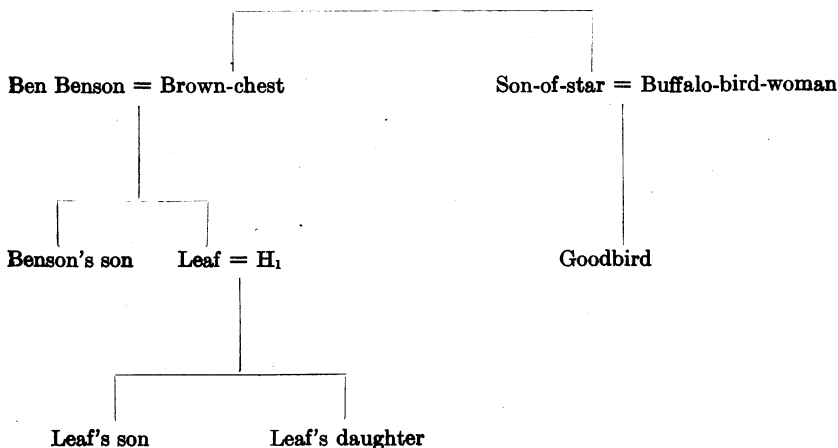 Ben Benson = Brown-chest Son-of-star = Buffalo-bird-woman
Benson's son Leaf = H₁ Goodbird
Leaf's son Leaf's daughter